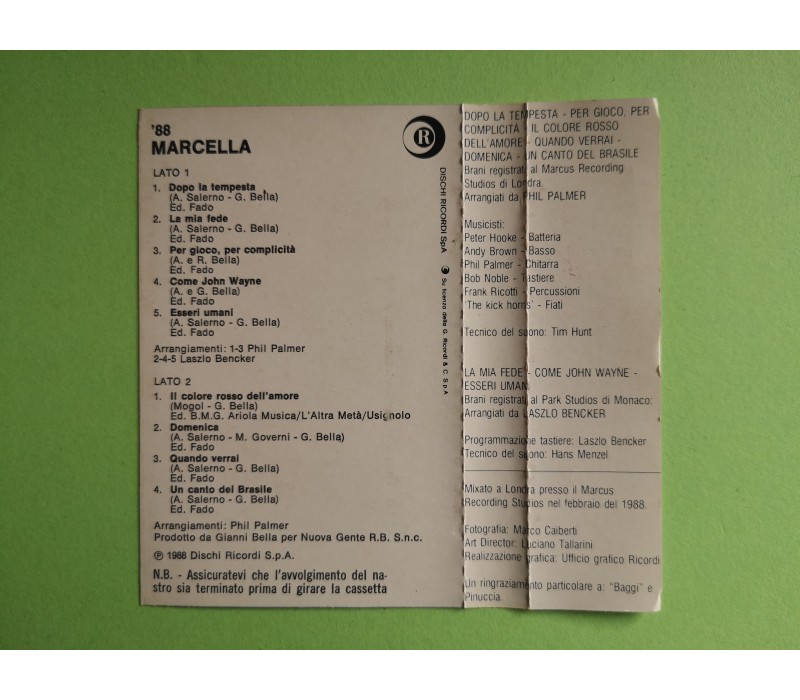 '88
MARCELLA
R
LATO 1
1. Dopo la tempesta
(A. Salerno - G. Bella)
Ed. Fado
2. La mia fede
(A. Salerno - G. Bella)
Ed. Fado
3. Per gioco, per complicità
(A. e R. Bella)
Ed. Fado
4. Come John Wayne
(A. e G. Bella)
Ed. Fado
5. Esseri umani
(A. Salerno - G. Bella)
Ed. Fado
Arrangiamenti: 1-3 Phil Palmer
2-4-5 Laszlo Bencker
LATO 2
1. Il colore rosso dell'amore
(Mogol - G. Bella)
Ed. B.M.G. Ariola Musica/L'Altra Metà/Usignolo
2. Domenica
(A. Salerno - M. Governi - G. Bella)
Ed. Fado
3. Quando verrai
(A. Salerno - G. Bella)
Ed. Fado
4. Un canto del Brasile
(A. Salerno - G. Bella)
Ed. Fado
Arrangiamenti: Phil Palmer
Prodotto da Gianni Bella per Nuova Gente R.B. S.n.c.
℗ 1988 Dischi Ricordi S.p.A.
N.B. - Assicuratevi che l'avvolgimento del na-
stro sia terminato prima di girare la cassetta
DISCHI RICORDI SpA Su licenza della G. Ricordi & C. S.p.A
DOPO LA TEMPESTA - PER GIOCO, PER
COMPLICITÀ - IL COLORE ROSSO
DELL'AMORE - QUANDO VERRAI -
DOMENICA - UN CANTO DEL BRASILE
Brani registrati al Marcus Recording
Studios di Londra.
Arrangiati da PHIL PALMER
Musicisti:
Peter Hooke - Batteria
Andy Brown - Basso
Phil Palmer - Chitarra
Bob Noble - Tastiere
Frank Ricotti - Percussioni
'The kick horns' - Fiati
Tecnico del suono: Tim Hunt
LA MIA FEDE - COME JOHN WAYNE -
ESSERI UMANI
Brani registrati al Park Studios di Monaco:
Arrangiati da LASZLO BENCKER
Programmazione tastiere: Laszlo Bencker
Tecnico del suono: Hans Menzel
Mixato a Londra presso il Marcus
Recording Studios nel febbraio del 1988.
Fotografia: Marco Caiberti
Art Director: Luciano Tallarini
Realizzazione grafica: Ufficio grafico Ricordi
Un ringraziamento particolare a: "Baggi" e
Pinuccia.